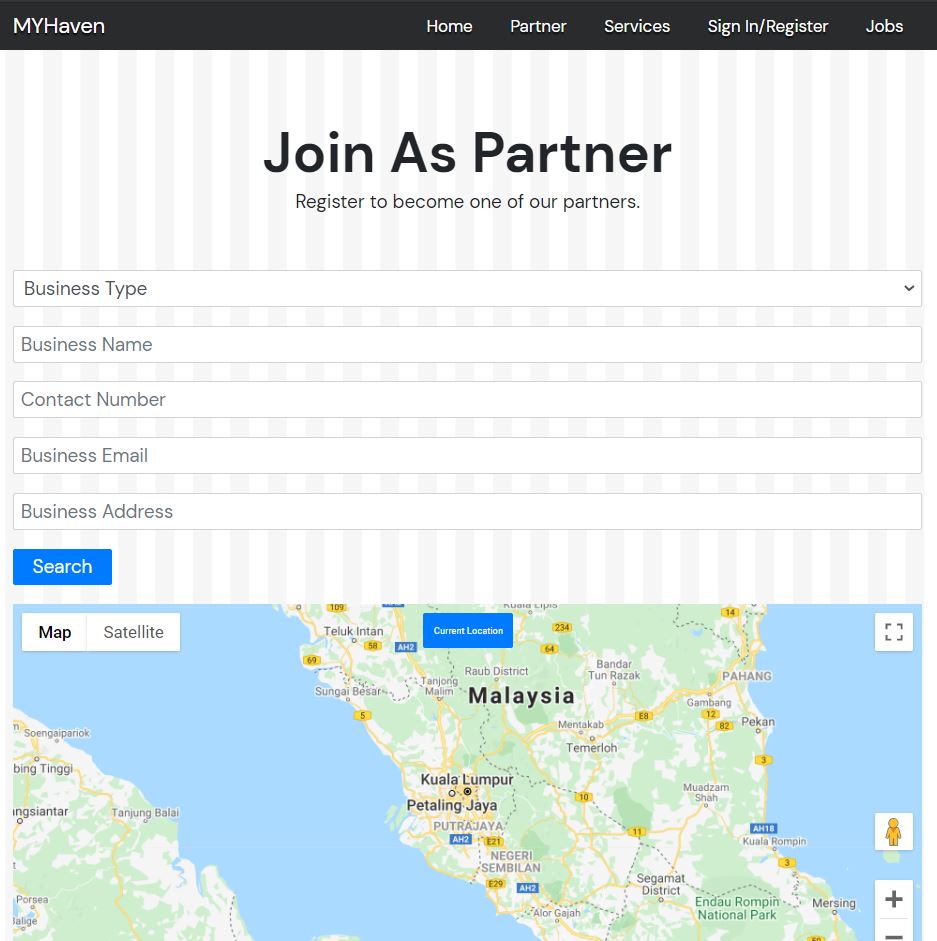 MYHaven Home Partner Services Sign In/Register Jobs
Join As Partner
Register to become one of our partners.
Business Type
Business Name
Contact Number
Business Email
Business Address
Search
Map Satellite
Current Location
109
Kuala Lipis
14
Teluk Intan
234
58
AH2
64
69
Raub District
Bandar
Tun Razak
PAHANG
Sungai Besar
Tanjong
Malim
Malaysia
Gambang
5
E8
12
82
Pekan
Mentakab
Soengaipariok
Temerloh
3
bing Tinggi
Kuala Lumpur
Muadzam
Shah
10
Petaling Jaya
ngsiantar
Tanjung Balai
PUTRAJAYA
11
AH18
AH2
E21
Kuala Rompin
NEGERI
SEMBILAN
3
E29
AH2
Segamat
District
Porsea
Endau Rompin
National Park
Mersing
Balige
Alor Gajah
50